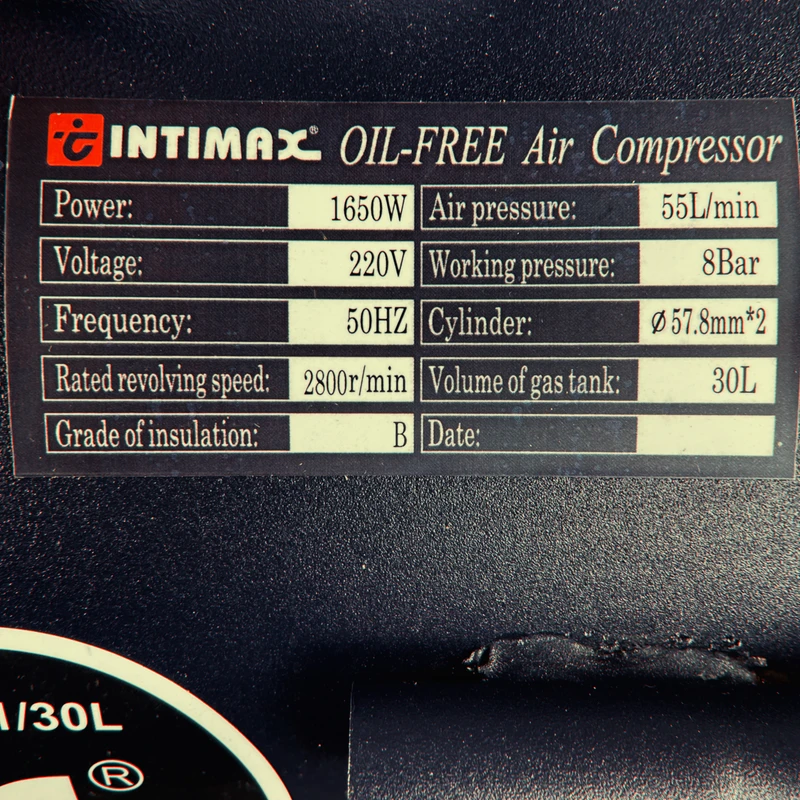 INTIMAX® OIL-FREE Air Compressor
Power: 1650W Air pressure: 55L/min
Voltage: 220V Working pressure: 8Bar
Frequency: 50HZ Cylinder: Ø57.8mm*2
Rated revolving speed: 2800r/min Volume of gas tank: 30L
Grade of insulation: B Date:
/30L
®